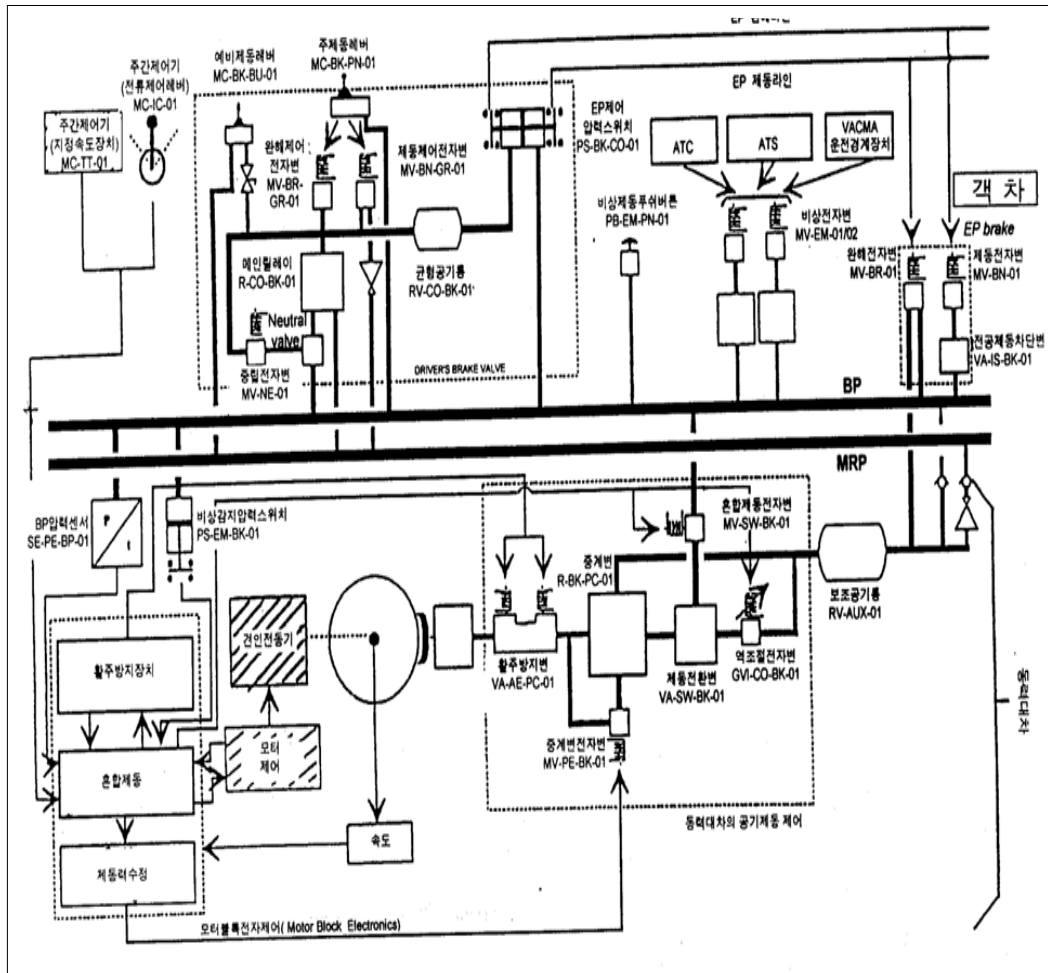 주간제어기
(전류제어레버)
MC-IC-01
주간제어기
(지정속도장치)
MC-TT-01
예비제동레버
MC-BK-BU-01
주제동레버
MC-BK-PN-01
완해제어
전자변
MV-BR-
GR-01
제동제어전자변
MV-BN-GR-01
EP 제동라인
EP제어
압력스위치
PS-BK-CO-01
ATC
ATS
VACMA
운전경계장치
비상제동푸쉬버튼
PB-EM-PN-01
비상전자변
MV-EM-01/02
객 차
EP brake
완해전자변
MV-BR-01
제동전자변
MV-BN-01
메인릴레이
R-CO-BK-01
균형공기통
RV-CO-BK-01
Neutral
valve
중립전자변
MV-NE-01
DRIVER'S BRAKE VALVE
전공제동차단변
VA-IS-BK-01
BP
MRP
BP압력센서
SE-PE-BP-01
P
I
비상감지압력스위치
PS-EM-BK-01
혼합제동전자변
MV-SW-BK-01
중계변
R-BK-PC-01
보조공기통
RV-AUX-01
견인전동기
활주방지장치
활주방지변
VA-AE-PC-01
제동전환변
VA-SW-BK-01
역조절전자변
GVI-CO-BK-01
모터
제어
혼합제동
중계변전자변
MV-PE-BK-01
동력대차
동력대차의 공기제동 제어
속도
제동력수정
모터블록전자제어( Motor Block Electronics)